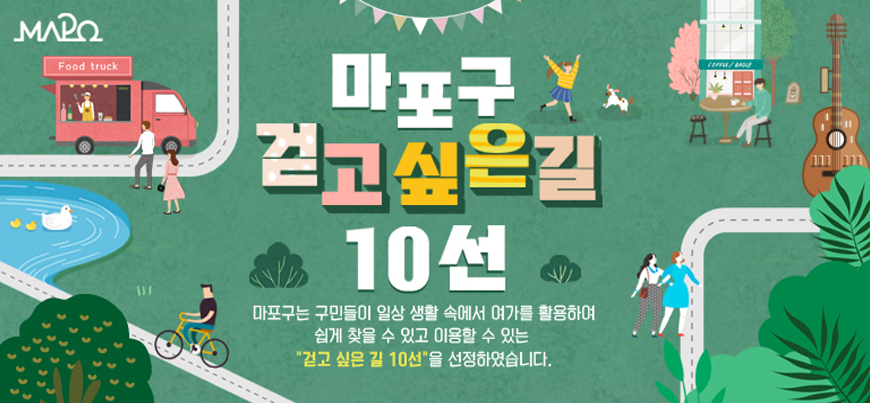 MAPO
Food truck
COFFEE / BAGLE
마포구
걷고 싶은 길
10선
마포구는 구민들이 일상 생활 속에서 여가를 활용하여
쉽게 찾을 수 있고 이용할 수 있는
"걷고 싶은 길 10선"을 선정하였습니다.